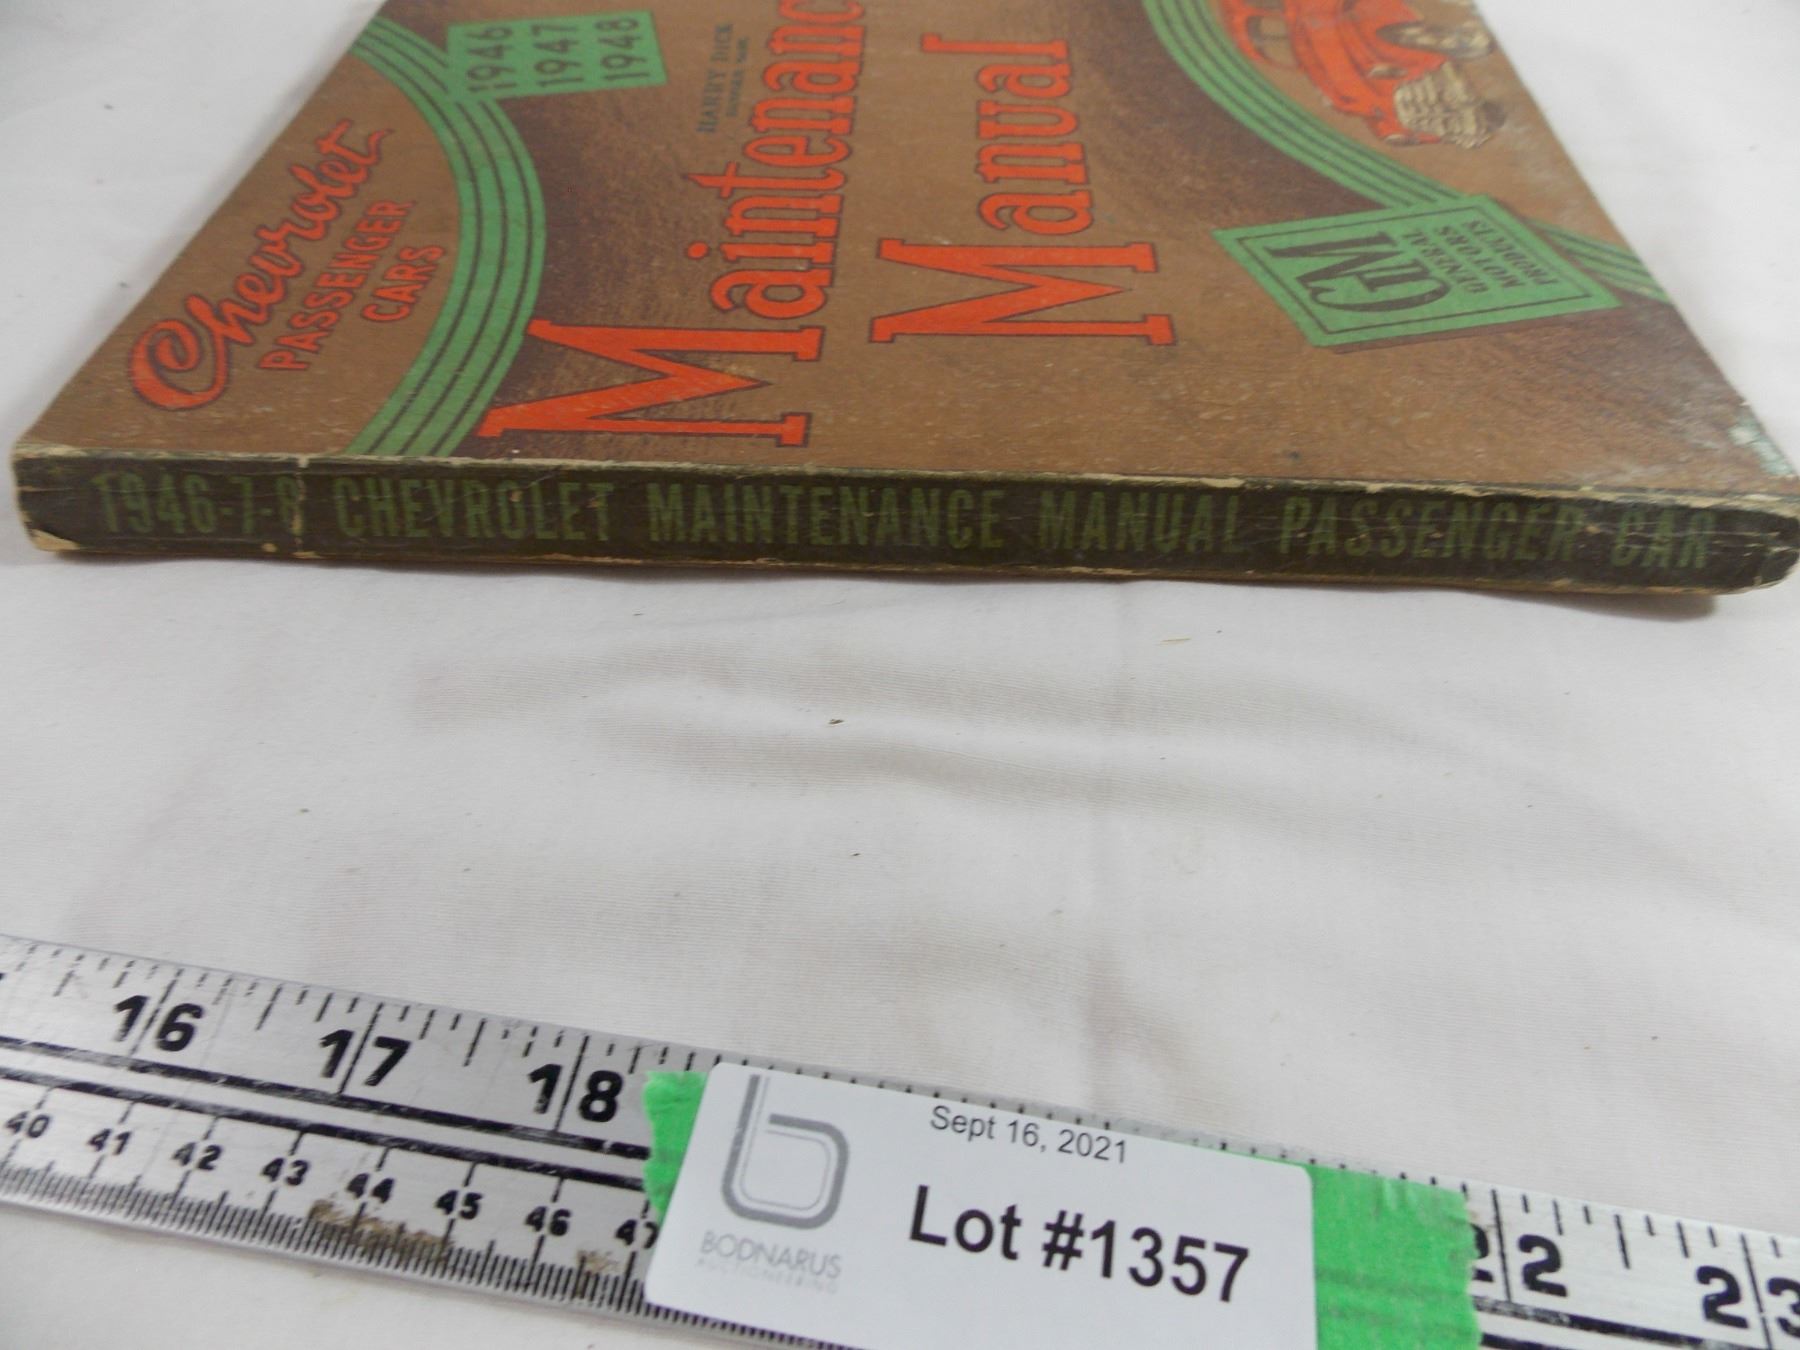 Chevrolet
PASSENGER
CARS
1946
1947
1948
HARRY DICK
Maintenanc
Manual
GM
GENERAL
MOTORS
PRODUCTS
1946-7-8 CHEVROLET MAINTENANCE MANUAL PASSENGER CAR
16 17 18 22 23
40 41 42 43 44 45 46 47
Sept 16, 2021
Lot #1357
BODNARUS
AUCTIONEERING